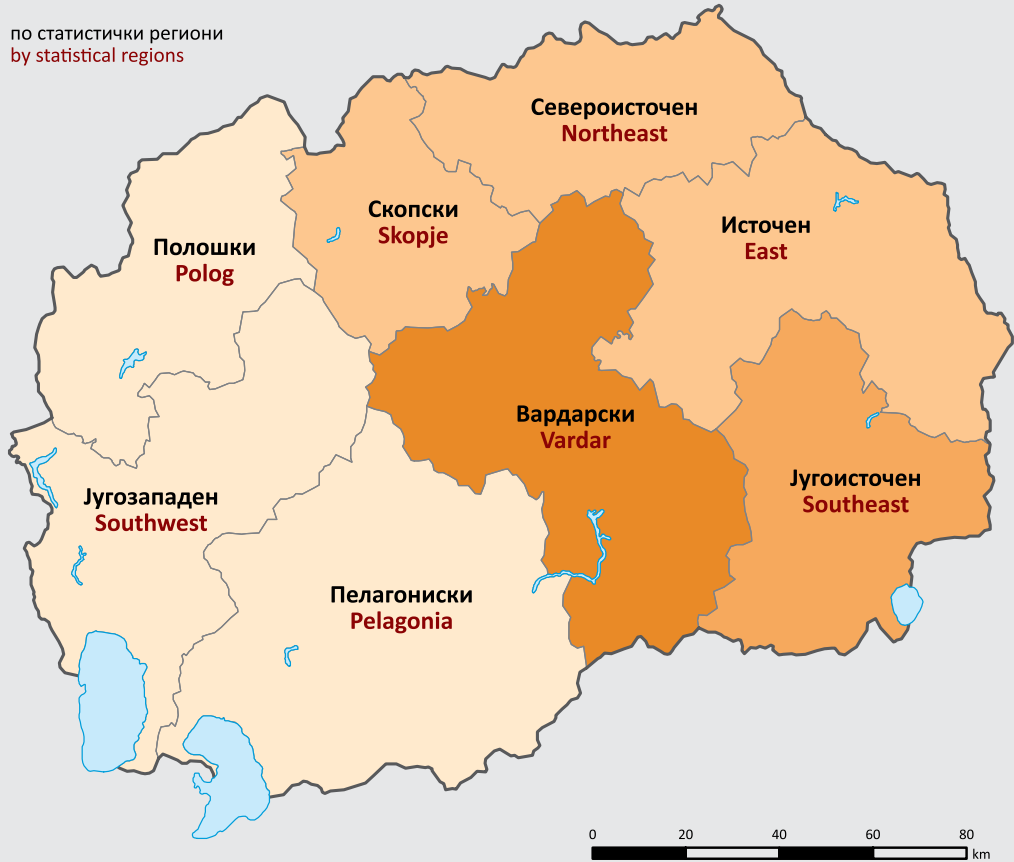 по статистички региони
by statistical regions
Североисточен
Northeast
Скопски
Skopje
Источен
East
Полошки
Polog
Вардарски
Vardar
Југозападен
Southwest
Југоисточен
Southeast
Пелагониски
Pelagonia
0 20 40 60 80
km